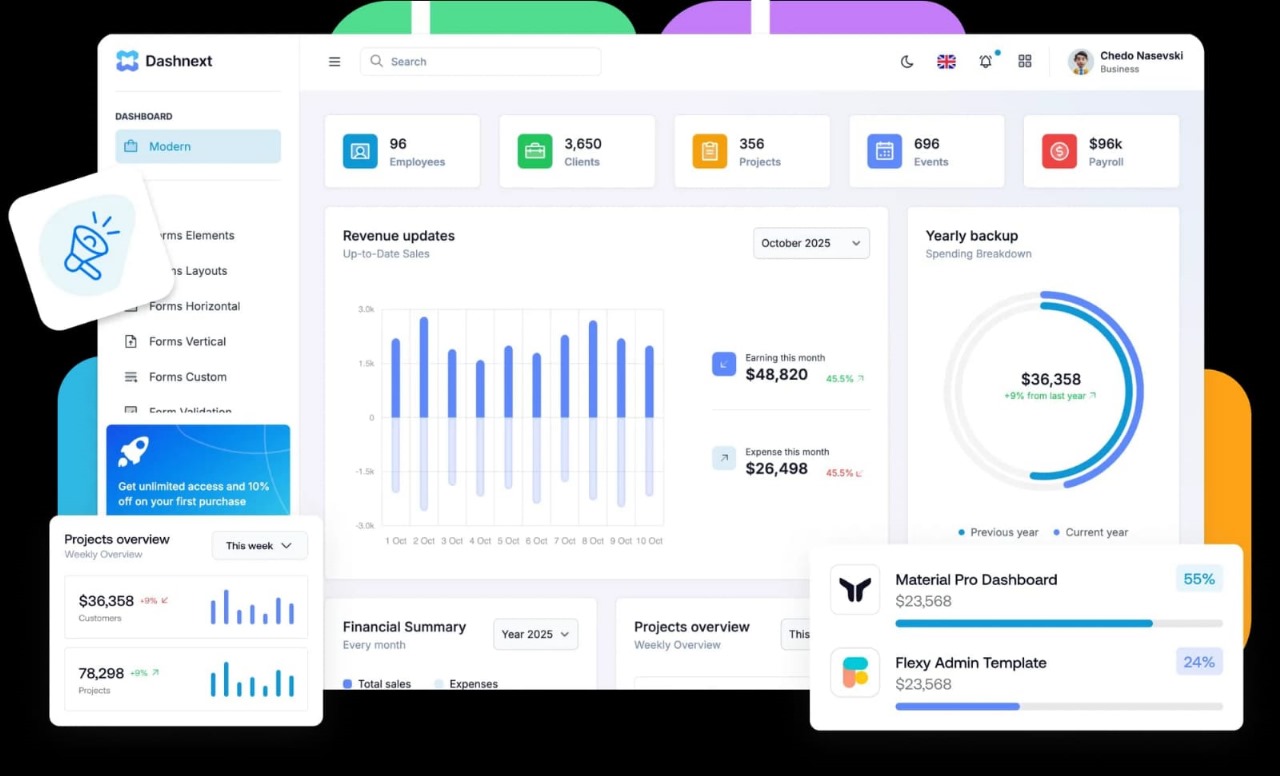 Dashnext
Search
Chedo Nasevski
Business
DASHBOARD
Modern
rms Elements
ns Layouts
Forms Horizontal
Forms Vertical
Forms Custom
Form Validation
Get unlimited access and 10%
off on your first purchase
96
Employees
3,650
Clients
356
Projects
696
Events
$96k
Payroll
Revenue updates
Up-to-Date Sales
October 2025
3.0k
1.5k
0
-1.5k
-3.0k
1 Oct 2 Oct 3 Oct 4 Oct 5 Oct 6 Oct 7 Oct 8 Oct 9 Oct 10 Oct
Earning this month
$48,820 45.5%
Expense this month
$26,498 45.5%
Yearly backup
Spending Breakdown
$36,358
+9% from last year
Previous year Current year
Projects overview
Weekly Overview
This week
$36,358 +9%
Customers
78,298 +9%
Projects
Financial Summary
Every month
Year 2025
Total sales Expenses
Projects overview
Weekly Overview
This
Material Pro Dashboard
55%
$23,568
Flexy Admin Template
24%
$23,568